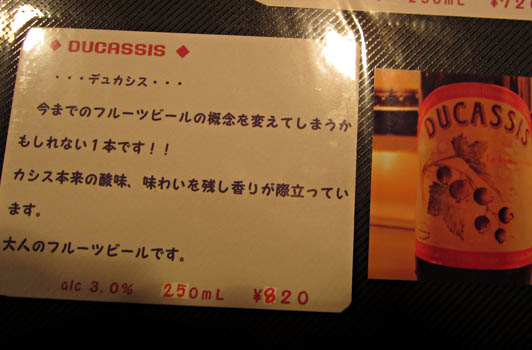 250mL ¥720
◆ DUCASSIS ◆
・・・デュカシス・・・
今までのフルーツビールの概念を変えてしまうか
もしれない１本です！！
カシス本来の酸味、味わいを残し香りが際立ってい
ます。
大人のフルーツビールです。
alc 3.0% 250mL ¥820
DUCASSIS